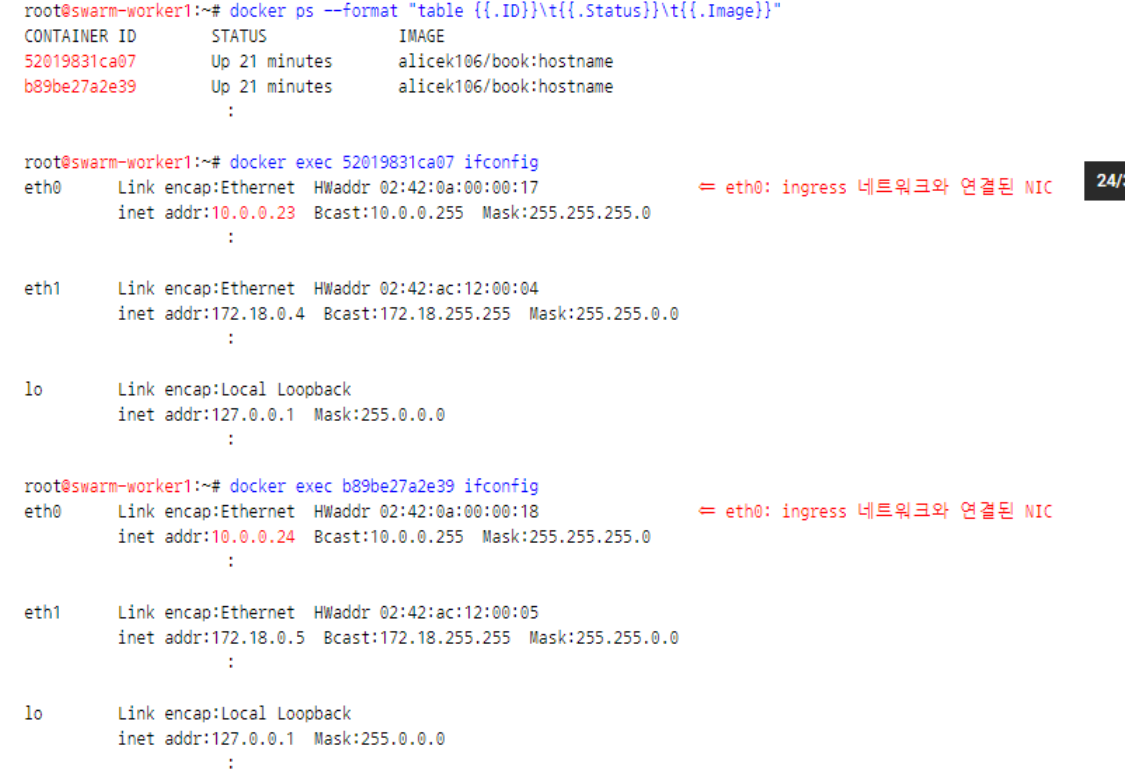 root@swarm-worker1:~# docker ps --format "table {{.ID}}\t{{.Status}}\t{{.Image}}"
CONTAINER ID STATUS IMAGE
52019831ca07 Up 21 minutes alicek106/book:hostname
b89be27a2e39 Up 21 minutes alicek106/book:hostname
:
root@swarm-worker1:~# docker exec 52019831ca07 ifconfig
eth0 Link encap:Ethernet HWaddr 02:42:0a:00:00:17 ⇐ eth0: ingress 네트워크와 연결된 NIC
inet addr:10.0.0.23 Bcast:10.0.0.255 Mask:255.255.255.0
:
eth1 Link encap:Ethernet HWaddr 02:42:ac:12:00:04
inet addr:172.18.0.4 Bcast:172.18.255.255 Mask:255.255.0.0
:
lo Link encap:Local Loopback
inet addr:127.0.0.1 Mask:255.0.0.0
:
root@swarm-worker1:~# docker exec b89be27a2e39 ifconfig
eth0 Link encap:Ethernet HWaddr 02:42:0a:00:00:18 ⇐ eth0: ingress 네트워크와 연결된 NIC
inet addr:10.0.0.24 Bcast:10.0.0.255 Mask:255.255.255.0
:
eth1 Link encap:Ethernet HWaddr 02:42:ac:12:00:05
inet addr:172.18.0.5 Bcast:172.18.255.255 Mask:255.255.0.0
:
lo Link encap:Local Loopback
inet addr:127.0.0.1 Mask:255.0.0.0
:
24/